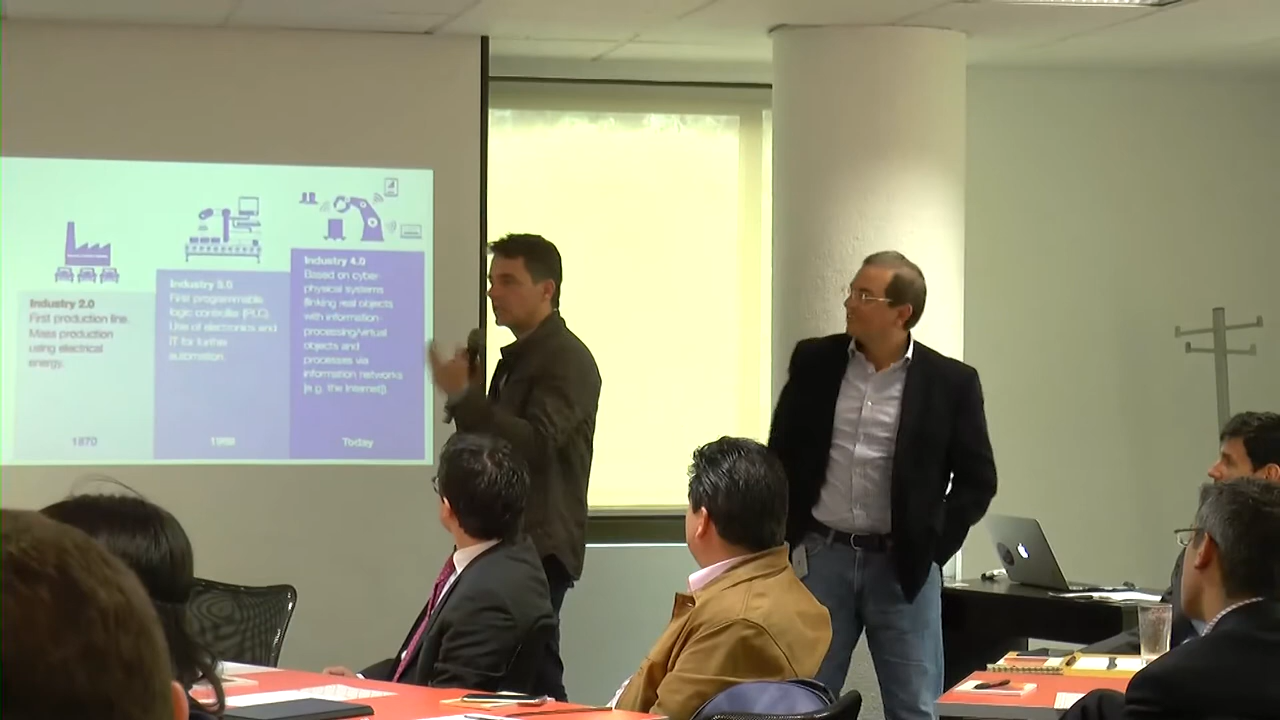 Industry 2.0
First production line.
Mass production
using electrical
energy.
1870
Industry 3.0
First programmable
logic controller (PLC).
Use of electronics and
IT for further
automation.
1969
Industry 4.0
Based on cyber-
physical systems
(linking real objects
with information-
processing/virtual
objects and
processes via
information networks
(e.g. the Internet).
Today